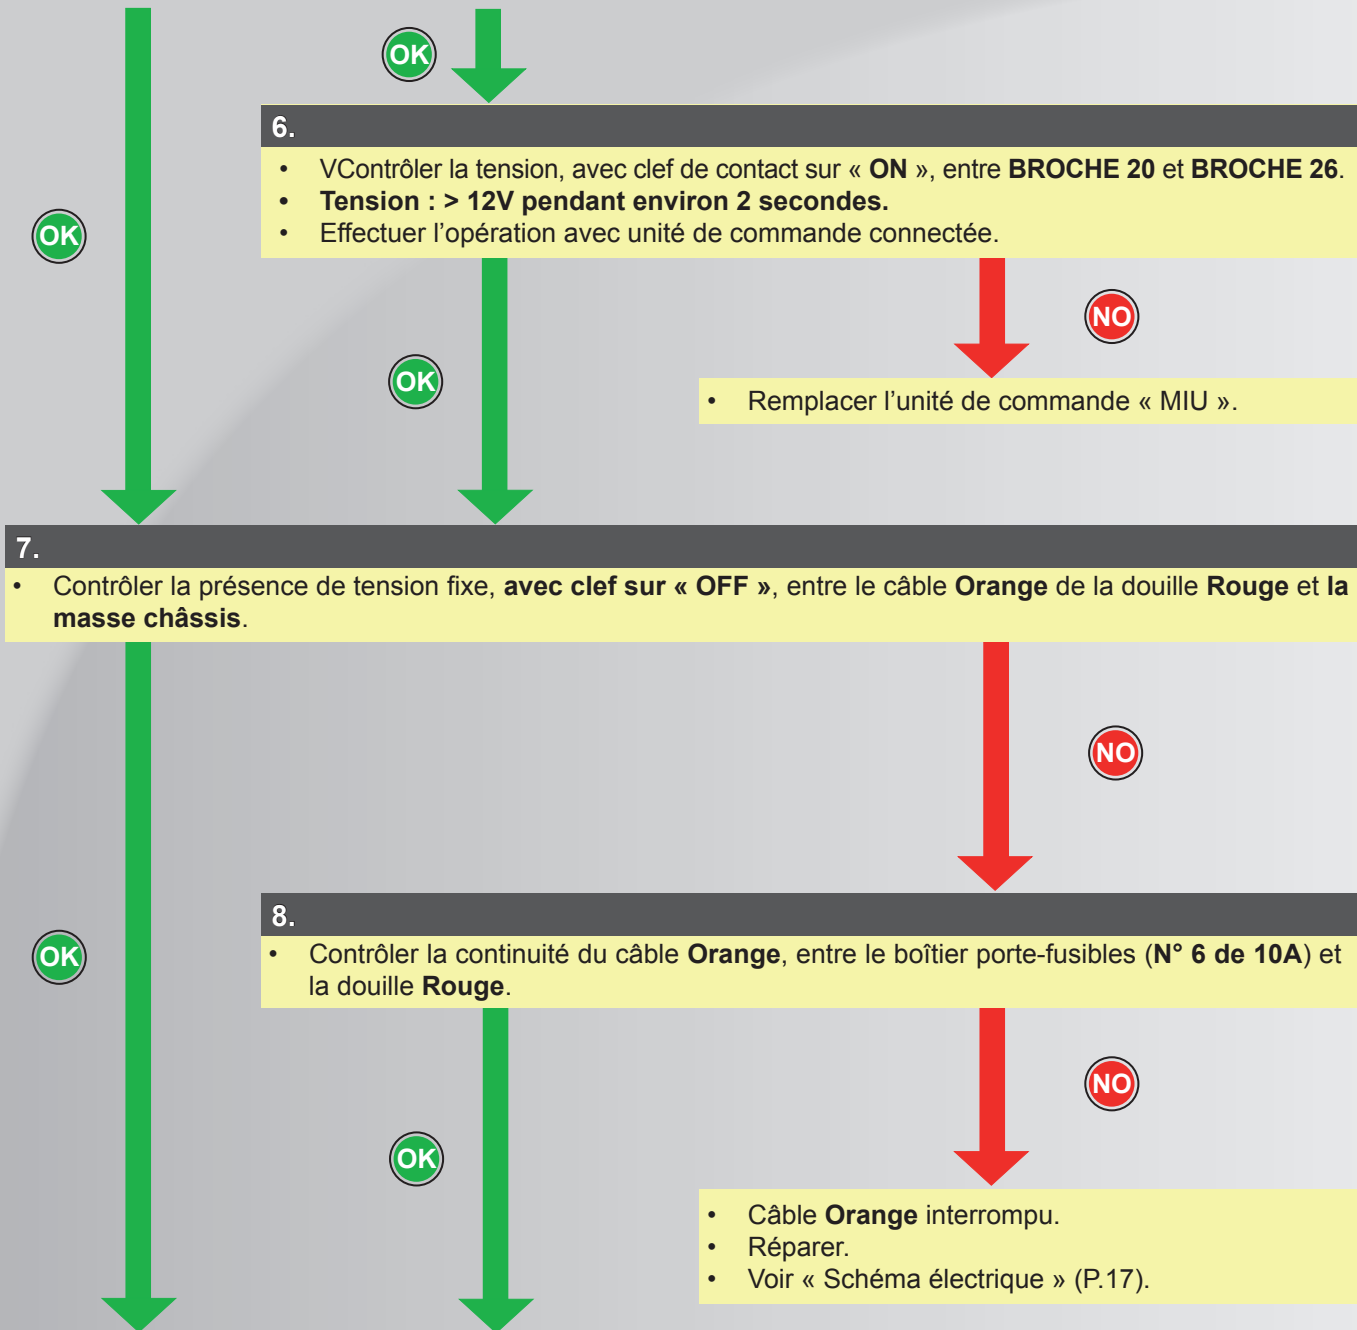 OK
6.
• VContrôler la tension, avec clef de contact sur « ON », entre BROCHE 20 et BROCHE 26.
• Tension : > 12V pendant environ 2 secondes.
• Effectuer l’opération avec unité de commande connectée.
OK
NO
OK
• Remplacer l’unité de commande « MIU ».
7.
• Contrôler la présence de tension fixe, avec clef sur « OFF », entre le câble Orange de la douille Rouge et la
masse châssis.
NO
8.
• Contrôler la continuité du câble Orange, entre le boîtier porte-fusibles (N° 6 de 10A) et
la douille Rouge.
OK
NO
OK
• Câble Orange interrompu.
• Réparer.
• Voir « Schéma électrique » (P.17).